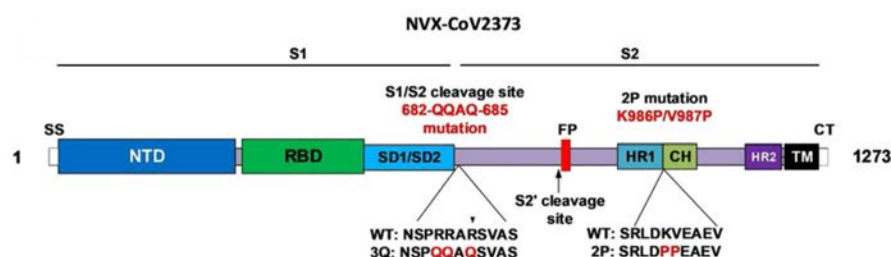 NVX-CoV2373
S1 S2
S1/S2 cleavage site
682-QQAQ-685
mutation
2P mutation
K986P/V987P
SS FP CT
1 NTD RBD SD1/SD2 HR1 CH HR2 TM 1273
S2' cleavage
site
WT: NSPRRARSVAS
3Q: NSPQQAQSVAS
WT: SRLDKVEAEV
2P: SRLDPPEAEV